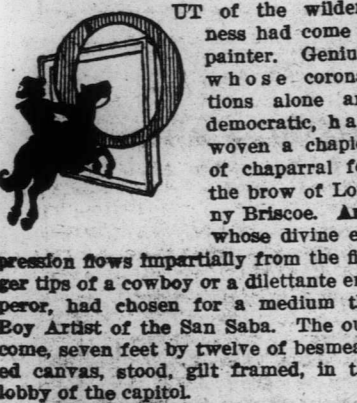 OUT of the wilder
ness had come
painter. Geniu
whose corona
tions alone ar
democratic, ha
woven a chaple
of chaparral fo
the brow of Lo
ny Briscoe. Ar
whose divine e
pression flows impartially from the fi
ger tips of a cowboy or a dilettante em
peror, had chosen for a medium t
Boy Artist of the San Saba. The ou
come, seven feet by twelve of besmea
ed canvas, stood, gilt framed, in t
lobby of the capitol.